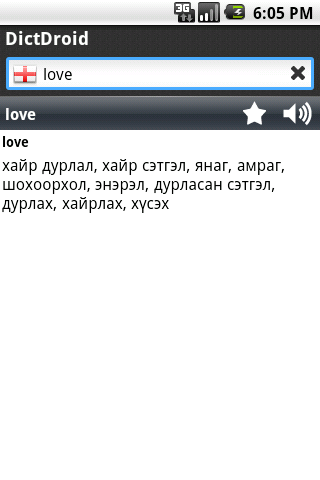 3G 6:05 PM
DictDroid
love
love
love
хайр дурлал, хайр сэтгэл, янаг, амраг,
шохоорхол, энэрэл, дурласан сэтгэл,
дурлах, хайрлах, хүсэх